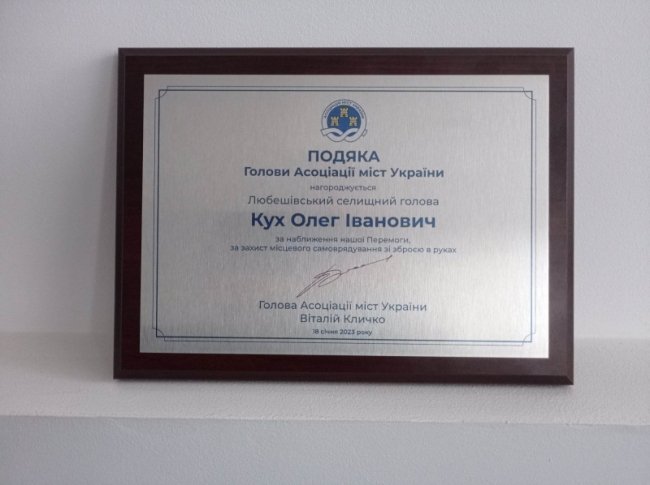 ПОДЯКА
Голови Асоціації міст України
нагороджується
Любешівський селищний голова
Кух Олег Іванович
за наближення нашої Перемоги,
за захист місцевого самоврядування зі зброєю в руках
Голова Асоціації міст України
Віталій Кличко
18 січня 2023 року